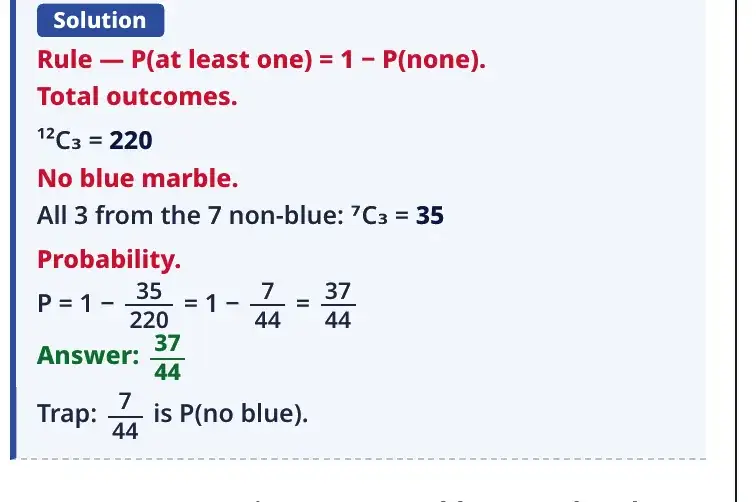 Solution
Rule — P(at least one) = 1 − P(none).
Total outcomes.
¹²C₃ = 220
No blue marble.
All 3 from the 7 non-blue: ⁷C₃ = 35
Probability.
P = 1 − 35/220 = 1 − 7/44 = 37/44
Answer: 37/44
Trap: 7/44 is P(no blue).